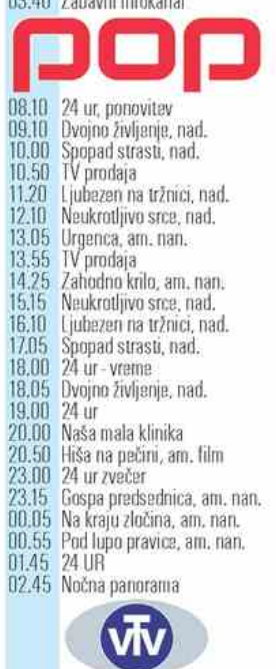 03.40 Zabavni infokanal
pop
08.10 24 ur, ponovitev
09.10 Dvojno življenje, nad.
10.00 Spopad strasti, nad.
10.50 TV prodaja
11.20 Ljubezen na tržnici, nad.
12.10 Neukrotljivo srce, nad.
13.05 Urgenca, am. nan.
13.55 TV prodaja
14.25 Zahodno krilo, am. nan.
15.15 Neukrotljivo srce, nad.
16.10 Ljubezen na tržnici, nad.
17.05 Spopad strasti, nad.
18.00 24 ur - vreme
18.05 Dvojno življenje, nad.
19.00 24 ur
20.00 Naša mala klinika
20.50 Hiša na pečini, am. film
23.00 24 ur zvečer
23.15 Gospa predsednica, am. nan.
00.05 Na kraju zločina, am. nan.
00.55 Pod lupo pravice, am. nan.
01.45 24 UR
02.45 Nočna panorama
VTV